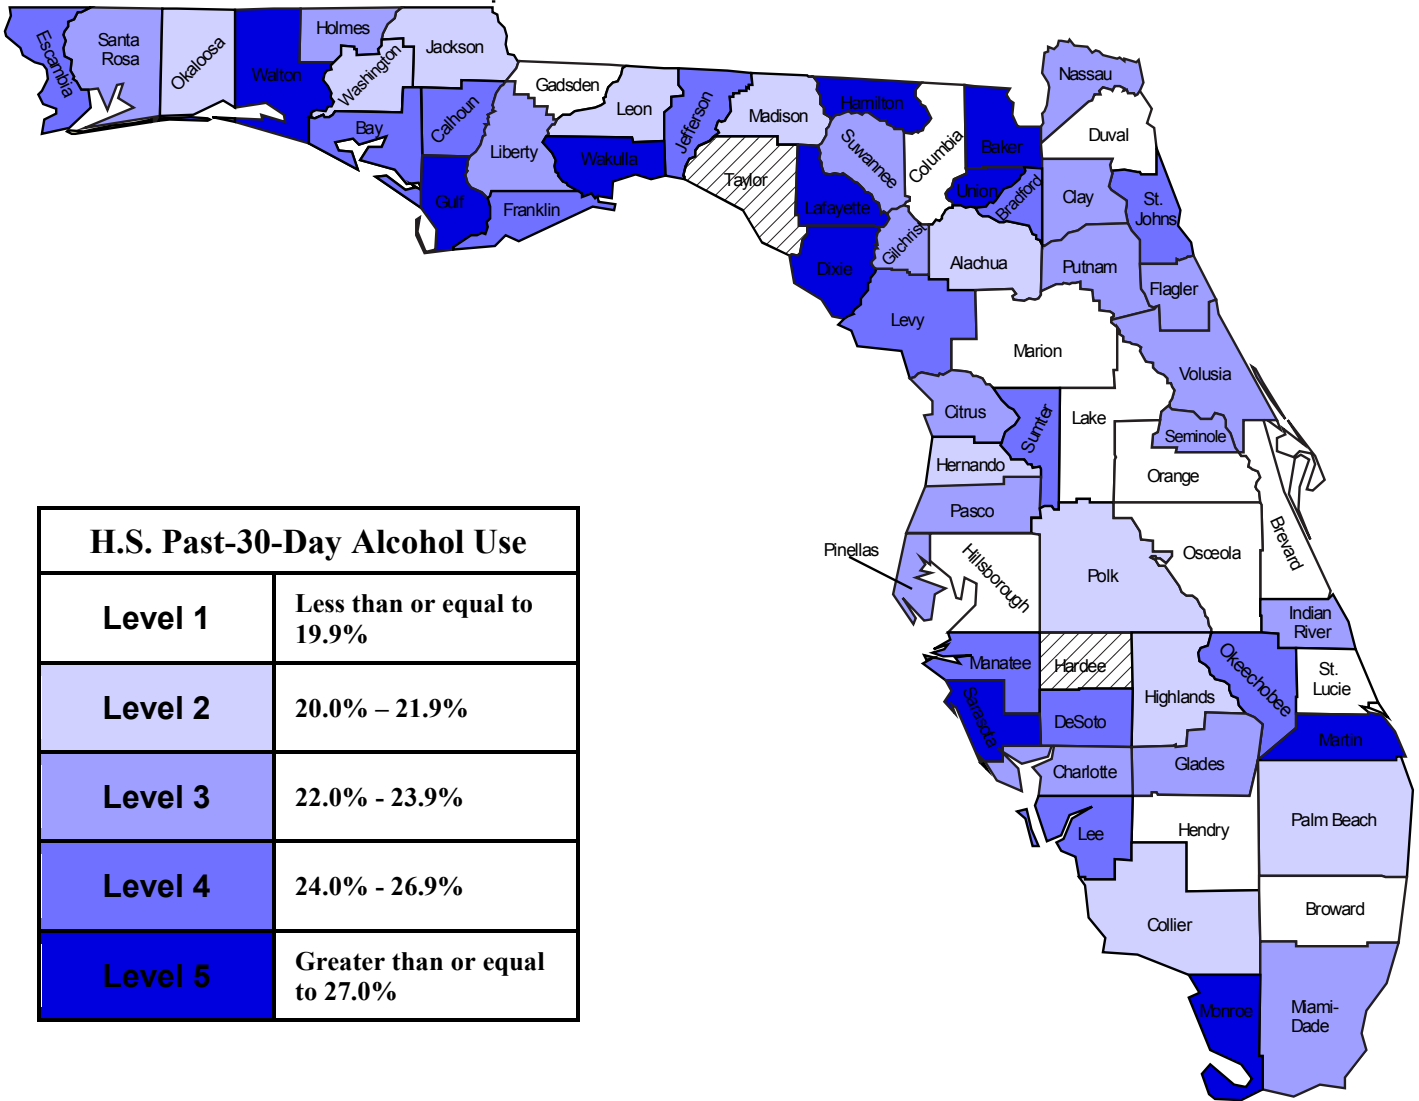 Escambia
Santa
Rosa
Okaloosa
Walton
Holmes
Washington
Jackson
Bay
Calhoun
Gulf
Liberty
Gadsden
Franklin
Leon
Wakulla
Jefferson
Madison
Taylor
Hamilton
Suwannee
Lafayette
Dixie
Columbia
Gilchrist
Baker
Union
Bradford
Alachua
Nassau
Duval
Clay
St.
Johns
Putnam
Flagler
Levy
Marion
Volusia
Citrus
Sumter
Lake
Seminole
Hernando
Orange
Pasco
Brevard
Pinellas
Hillsborough
Polk
Osceola
Indian
River
Manatee
Hardee
Highlands
Okeechobee
St.
Lucie
Sarasota
DeSoto
Martin
Charlotte
Glades
Lee
Hendry
Palm Beach
Collier
Broward
Monroe
Miami-
Dade
H.S. Past-30-Day Alcohol Use
Level 1
Less than or equal to
19.9%
Level 2
20.0% – 21.9%
Level 3
22.0% - 23.9%
Level 4
24.0% - 26.9%
Level 5
Greater than or equal
to 27.0%